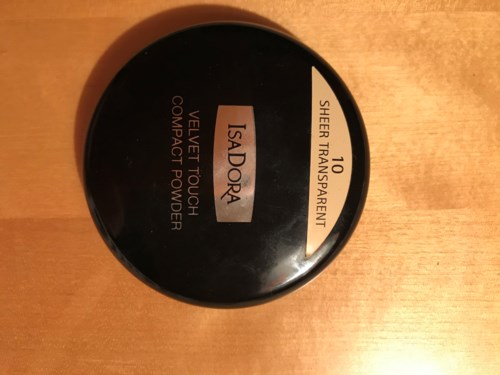 10
SHEER TRANSPARENT
ISADORA
VELVET TOUCH
COMPACT POWDER